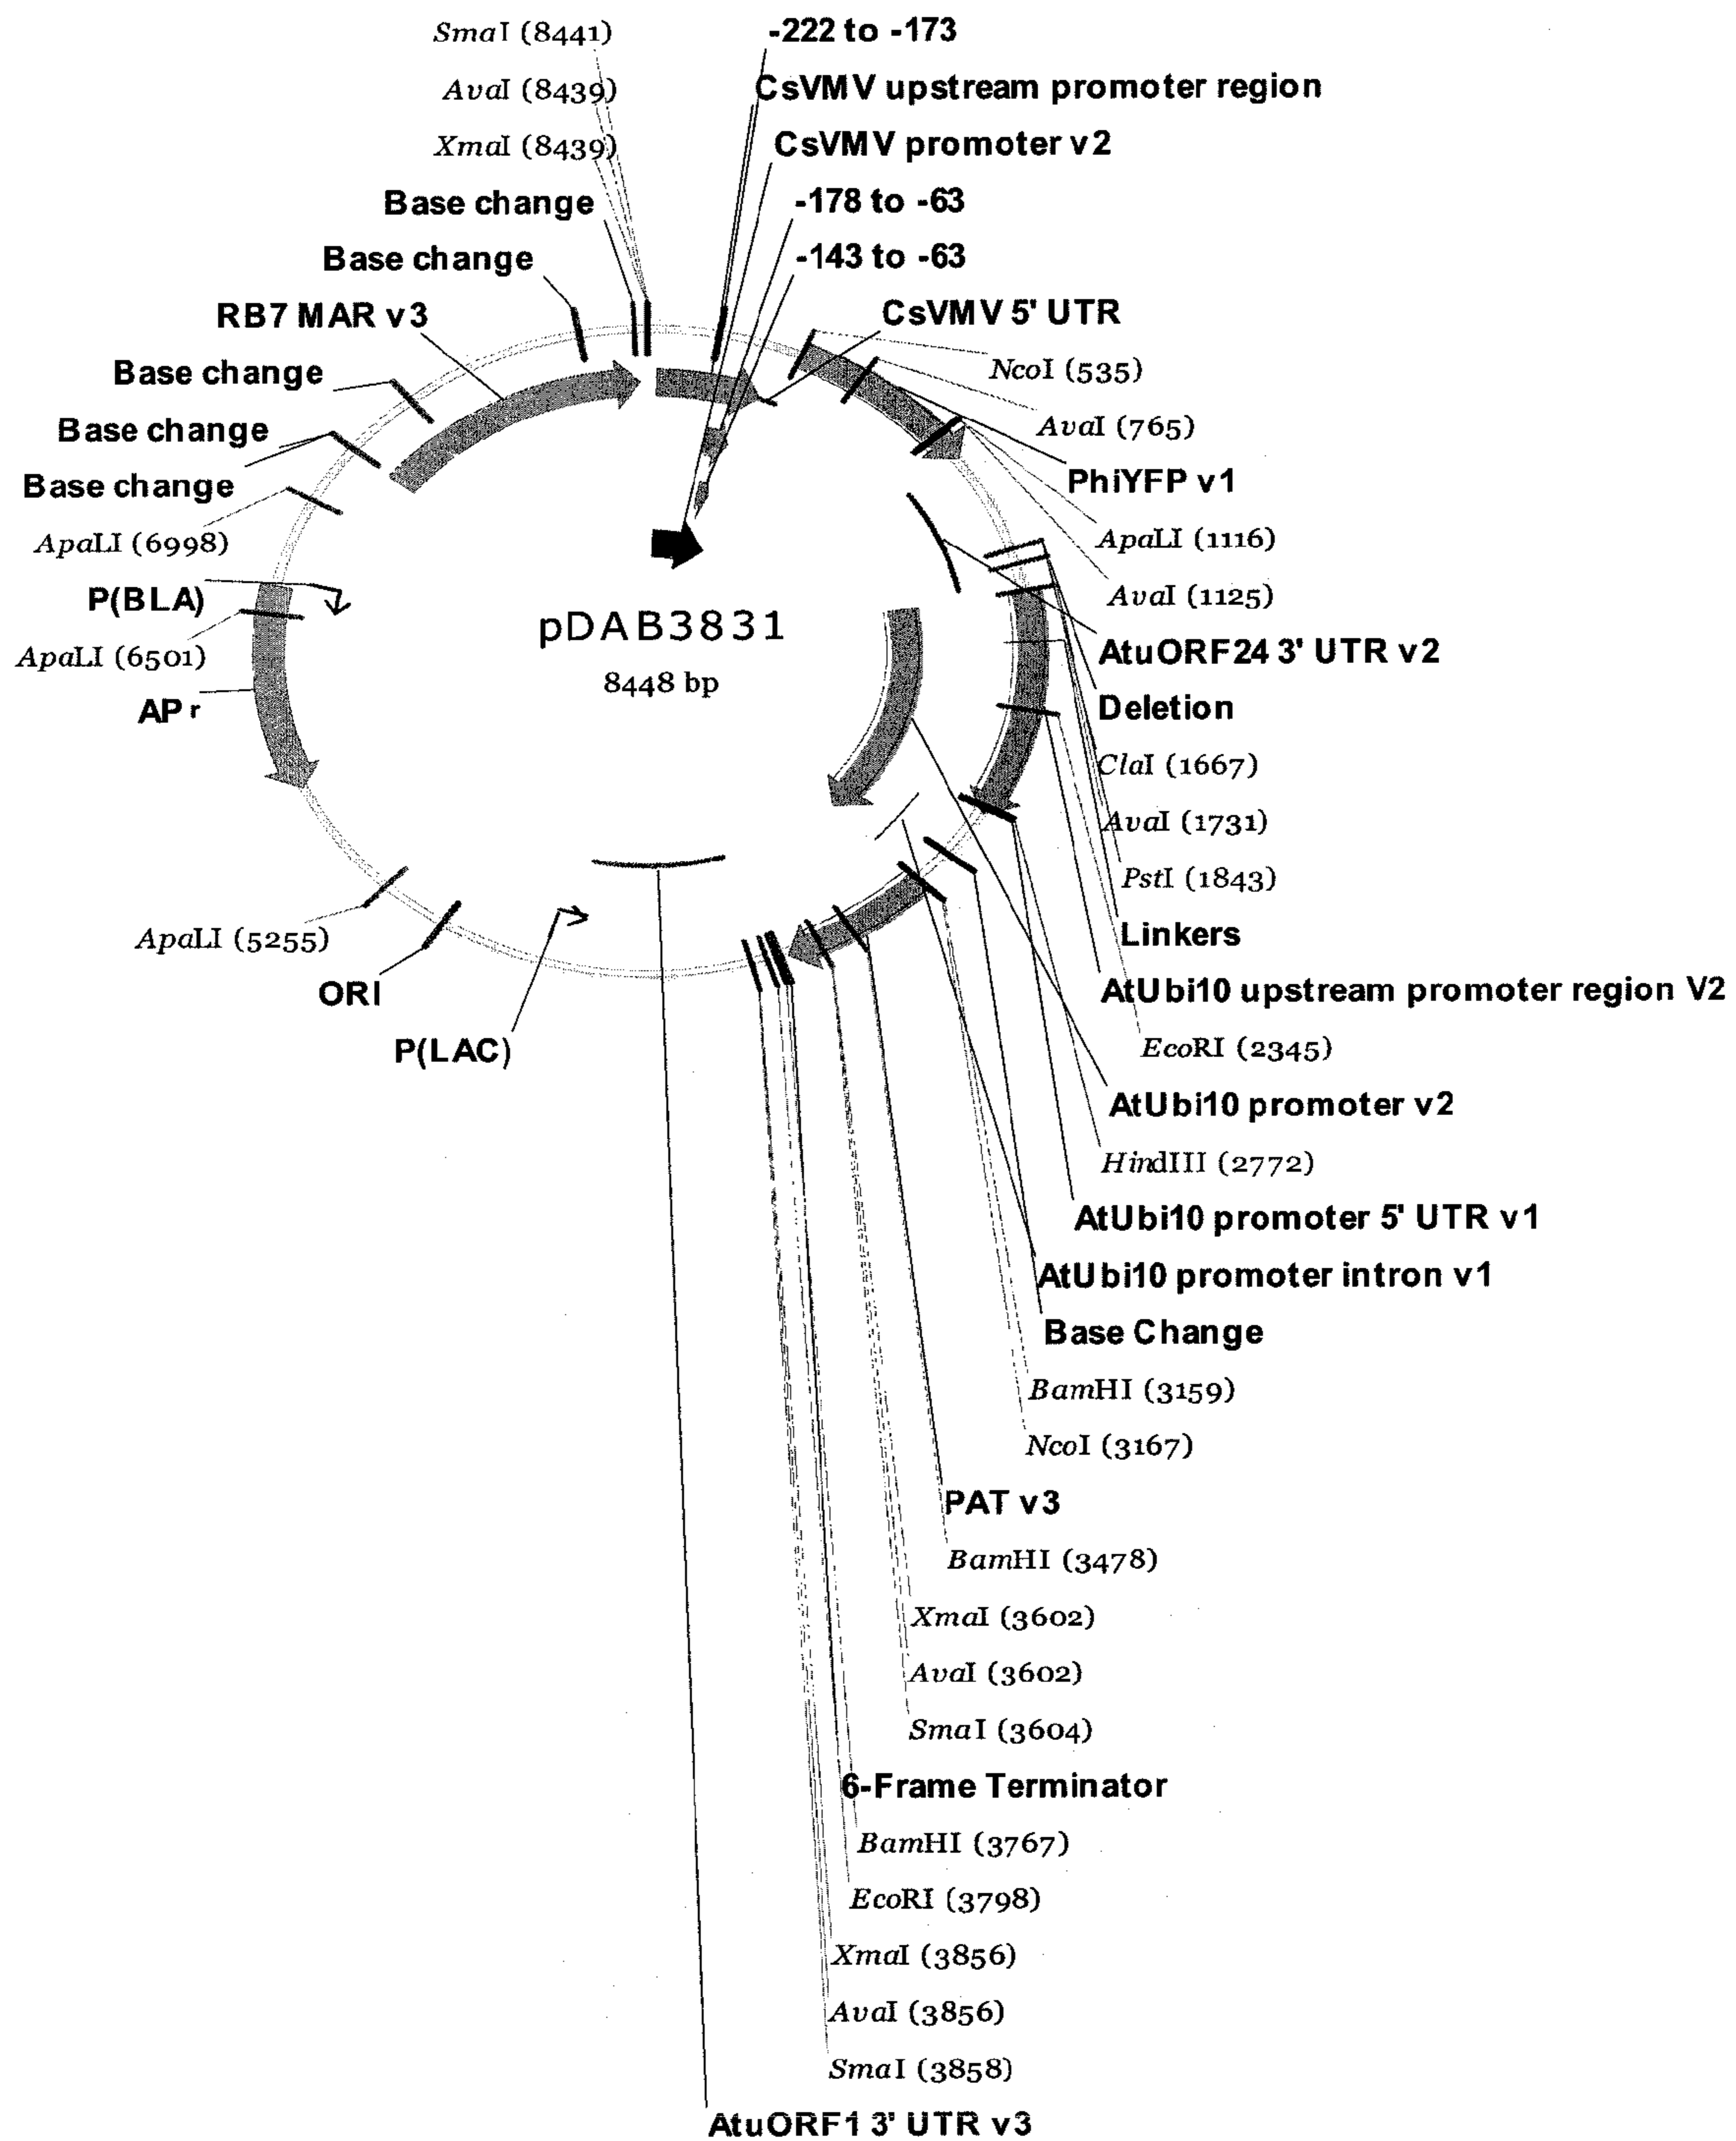 SmaI (8441)
AvaI (8439)
XmaI (8439)
Base change
Base change
RB7 MAR v3
Base change
Base change
Base change
ApaLI (6998)
P(BLA)
ApaLI (6501)
APr
ApaLI (5255)
ORI
P(LAC)
pDAB3831
8448 bp
-222 to -173
CsVMV upstream promoter region
CsVMV promoter v2
-178 to -63
-143 to -63
CsVMV 5' UTR
NcoI (535)
AvaI (765)
PhiYFP v1
ApaLI (1116)
AvaI (1125)
AtuORF24 3' UTR v2
Deletion
ClaI (1667)
AvaI (1731)
PstI (1843)
Linkers
AtUbi10 upstream promoter region V2
EcoRI (2345)
AtUbi10 promoter v2
HindIII (2772)
AtUbi10 promoter 5' UTR v1
AtUbi10 promoter intron v1
Base Change
BamHI (3159)
NcoI (3167)
PAT v3
BamHI (3478)
XmaI (3602)
AvaI (3602)
SmaI (3604)
6-Frame Terminator
BamHI (3767)
EcoRI (3798)
XmaI (3856)
AvaI (3856)
SmaI (3858)
AtuORF1 3' UTR v3